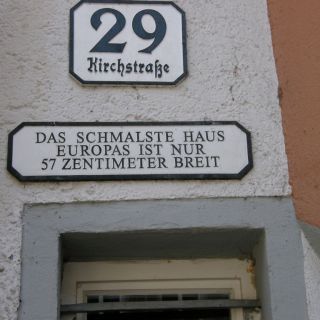 29
Kirchstraße
DAS SCHMALSTE HAUS
EUROPAS IST NUR
57 ZENTIMETER BREIT